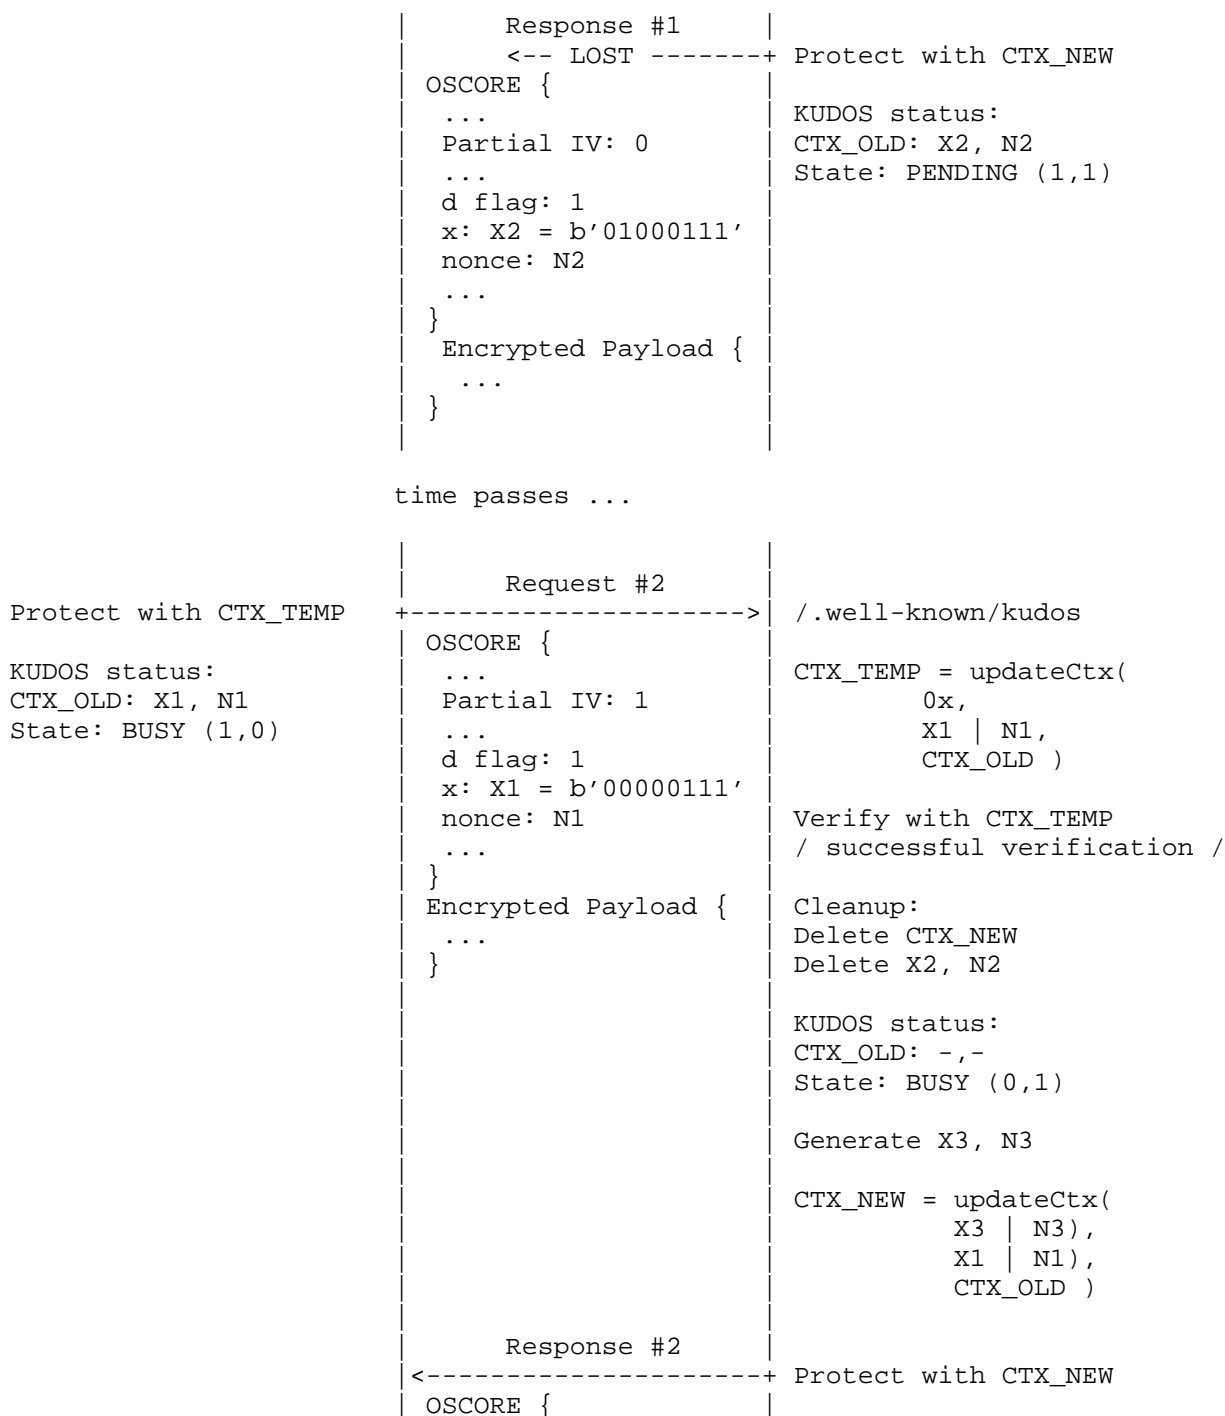 |      Response #1     |
                         |      <-- LOST -------+ Protect with CTX_NEW
                         | OSCORE {             |
                         |  ...                 | KUDOS status:
                         |  Partial IV: 0       | CTX_OLD: X2, N2
                         |  ...                 | State: PENDING (1,1)
                         |  d flag: 1           |
                         |  x: X2 = b'01000111' |
                         |  nonce: N2           |
                         |  ...                 |
                         | }                    |
                         |  Encrypted Payload { |
                         |   ...                |
                         | }                    |
                         |                      |

                        time passes ...

                         |                      |
                         |      Request #2      |
Protect with CTX_TEMP    +--------------------->| /.well-known/kudos
                         | OSCORE {             |
KUDOS status:            |  ...                 | CTX_TEMP = updateCtx(
CTX_OLD: X1, N1          |  Partial IV: 1       |         0x,
State: BUSY (1,0)        |  ...                 |         X1 | N1,
                         |  d flag: 1           |         CTX_OLD )
                         |  x: X1 = b'00000111' |
                         |  nonce: N1           | Verify with CTX_TEMP
                         |  ...                 | / successful verification /
                         | }                    |
                         | Encrypted Payload {  | Cleanup:
                         |  ...                 | Delete CTX_NEW
                         | }                    | Delete X2, N2
                         |                      |
                         |                      | KUDOS status:
                         |                      | CTX_OLD: -,-
                         |                      | State: BUSY (0,1)
                         |                      |
                         |                      | Generate X3, N3
                         |                      |
                         |                      | CTX_NEW = updateCtx(
                         |                      |           X3 | N3),
                         |                      |           X1 | N1),
                         |                      |           CTX_OLD )
                         |                      |
                         |      Response #2     |
                         |<---------------------+ Protect with CTX_NEW
                         | OSCORE {             |